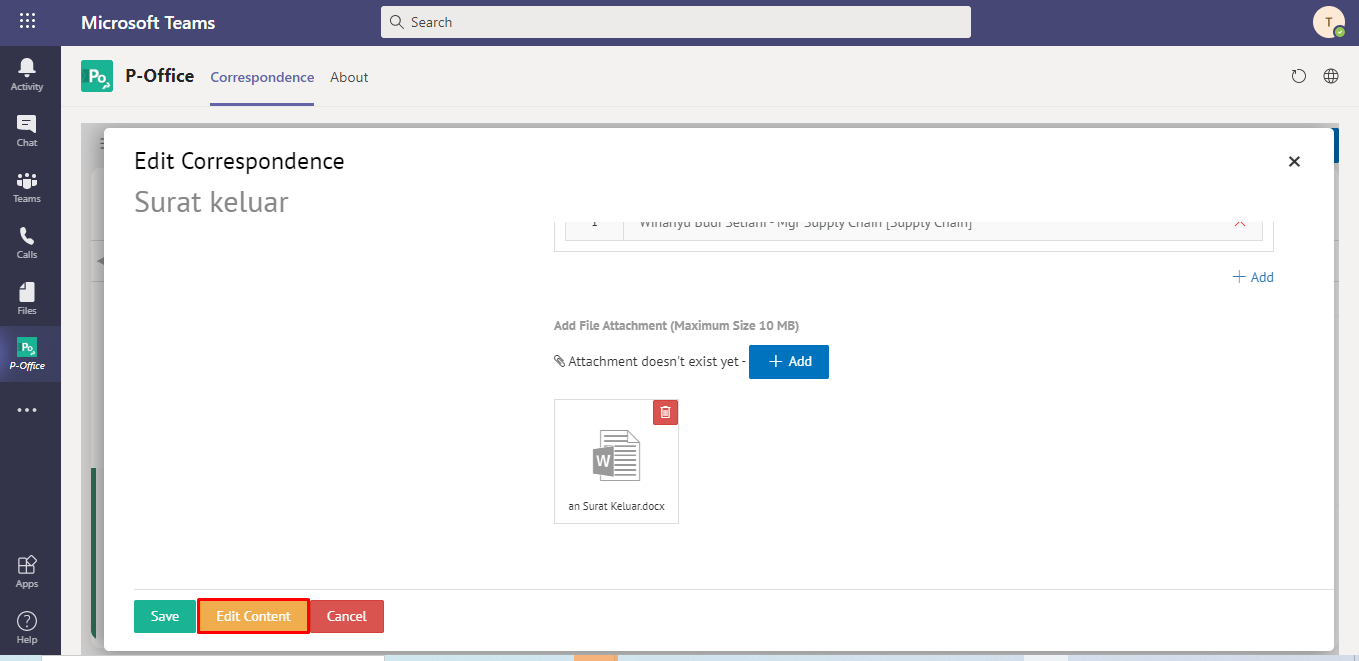 Microsoft Teams
Search
T
Activity
Chat
Teams
Calls
Files
Po
P-Office
Apps
Help
Po
P-Office
Correspondence
About
Edit Correspondence
Surat keluar
1
Budi Setiani - Mgr Supply Chain [Supply Chain]
Add
Add File Attachment (Maximum Size 10 MB)
Attachment doesn't exist yet -
Add
W
an Surat Keluar.docx
Save
Edit Content
Cancel